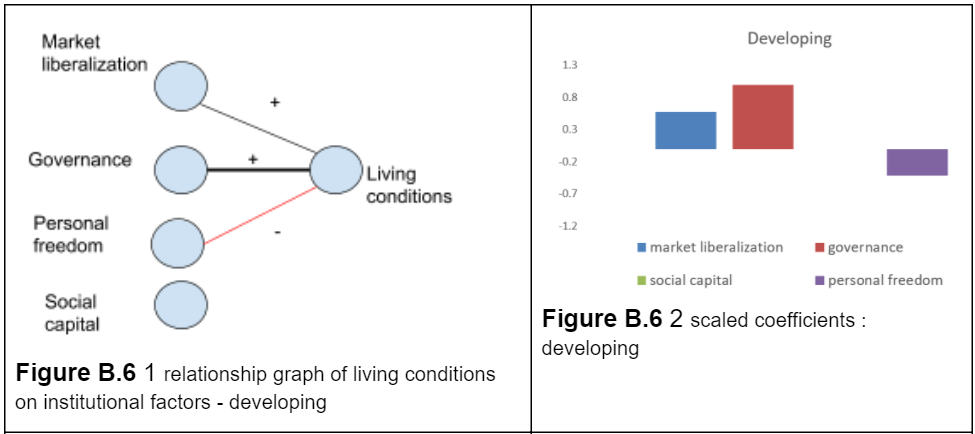 Market
liberalization
+
Governance
+
Living
conditions
Personal
freedom
-
Social
capital
Figure B.6 1 relationship graph of living conditions
on institutional factors - developing
Developing
1.3
0.8
0.3
-0.2
-0.7
-1.2
market liberalization
governance
social capital
personal freedom
Figure B.6 2 scaled coefficients :
developing